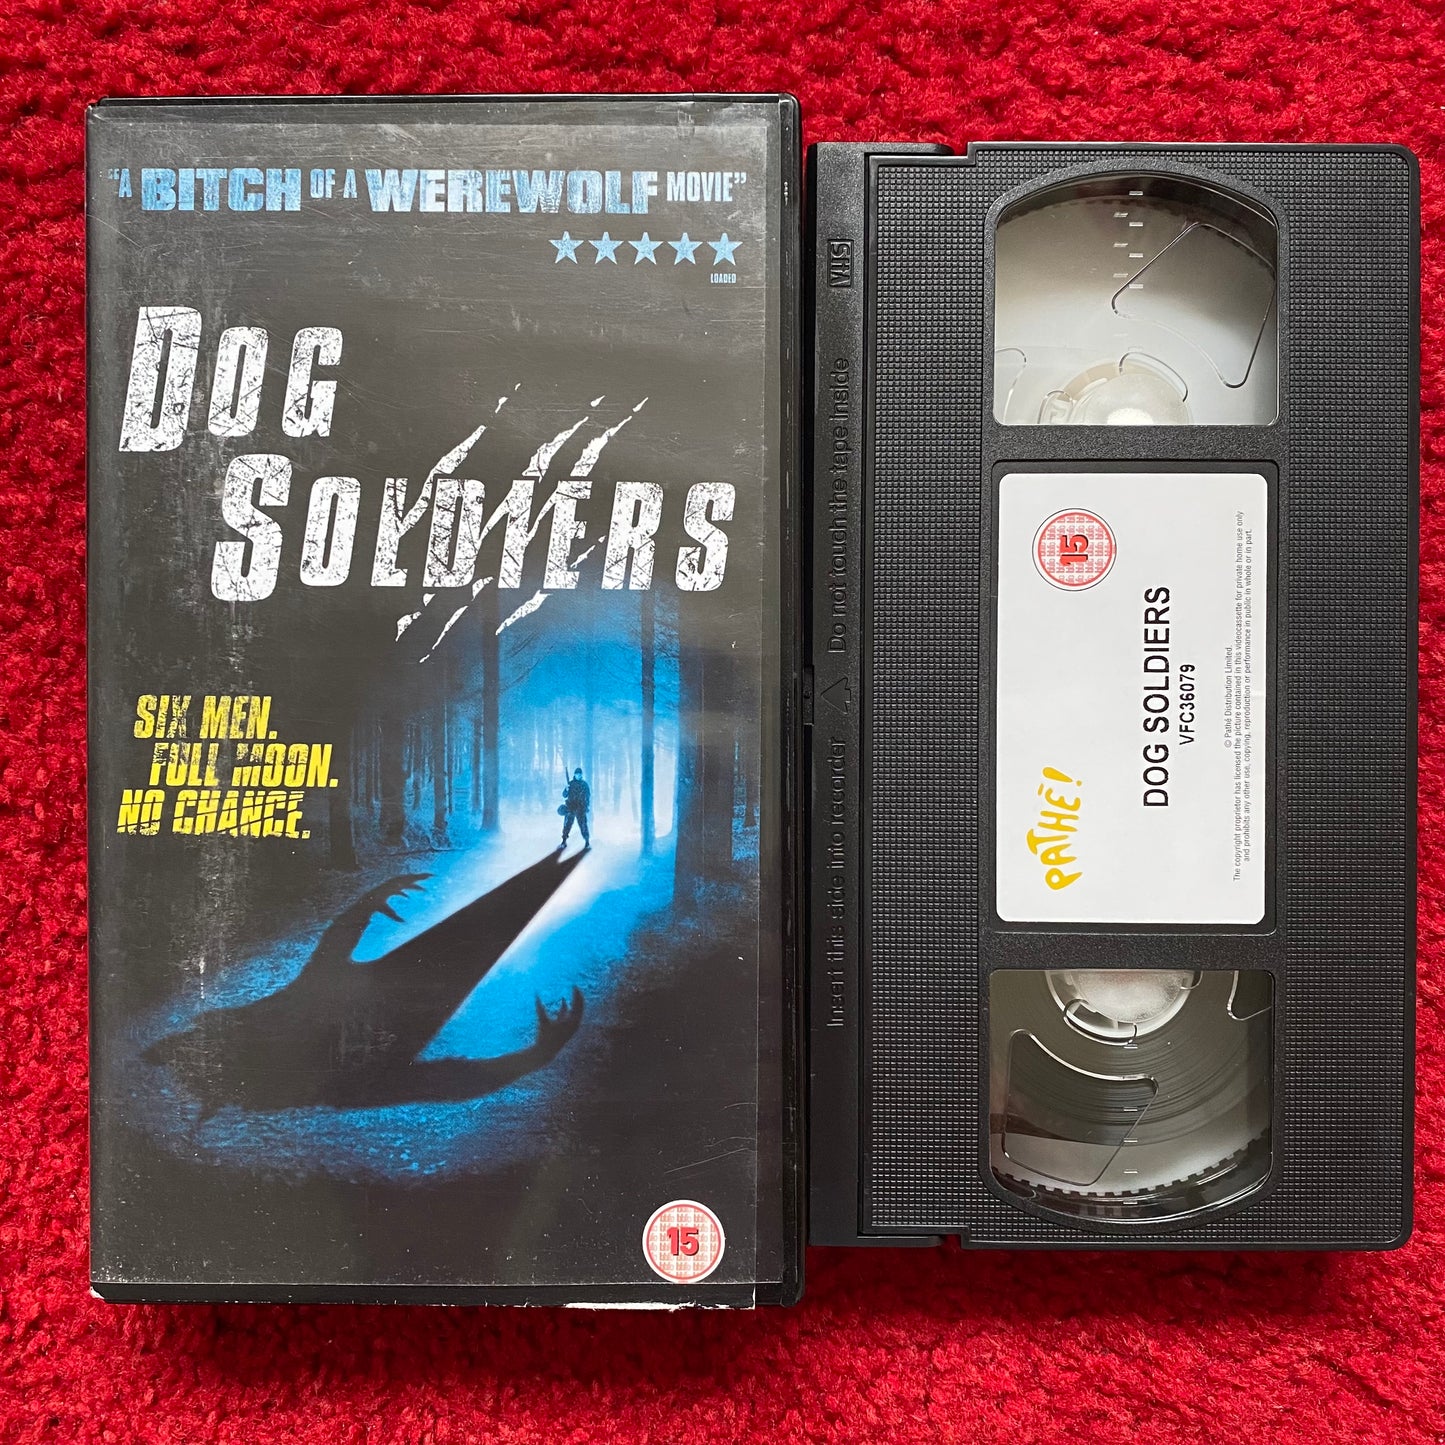 "A BITCH OF A WEREWOLF MOVIE"
LOADED
DOG
SOLDIERS
SIX MEN.
FULL MOON.
NO CHANCE.
15
VHS
Insert this side into recorder Do not touch the tape inside
15
PATHÉ!
DOG SOLDIERS
VFC36079
© Pathé Distribution Limited.
The copyright proprietor has licensed the picture contained in this videocassette for private home use only
and prohibits any other use, copying, reproduction or performance in public in whole or in part.